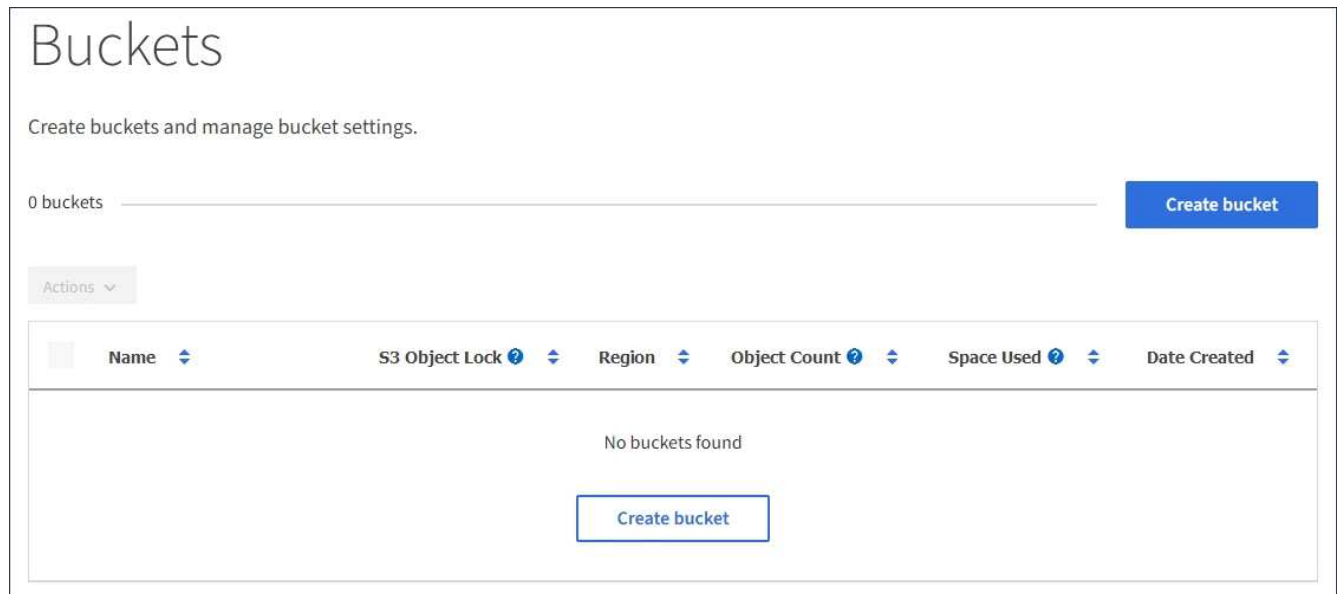 Buckets
Create buckets and manage bucket settings.
0 buckets
Create bucket
Actions
Name S3 Object Lock ? Region Object Count ? Space Used ? Date Created
No buckets found
Create bucket